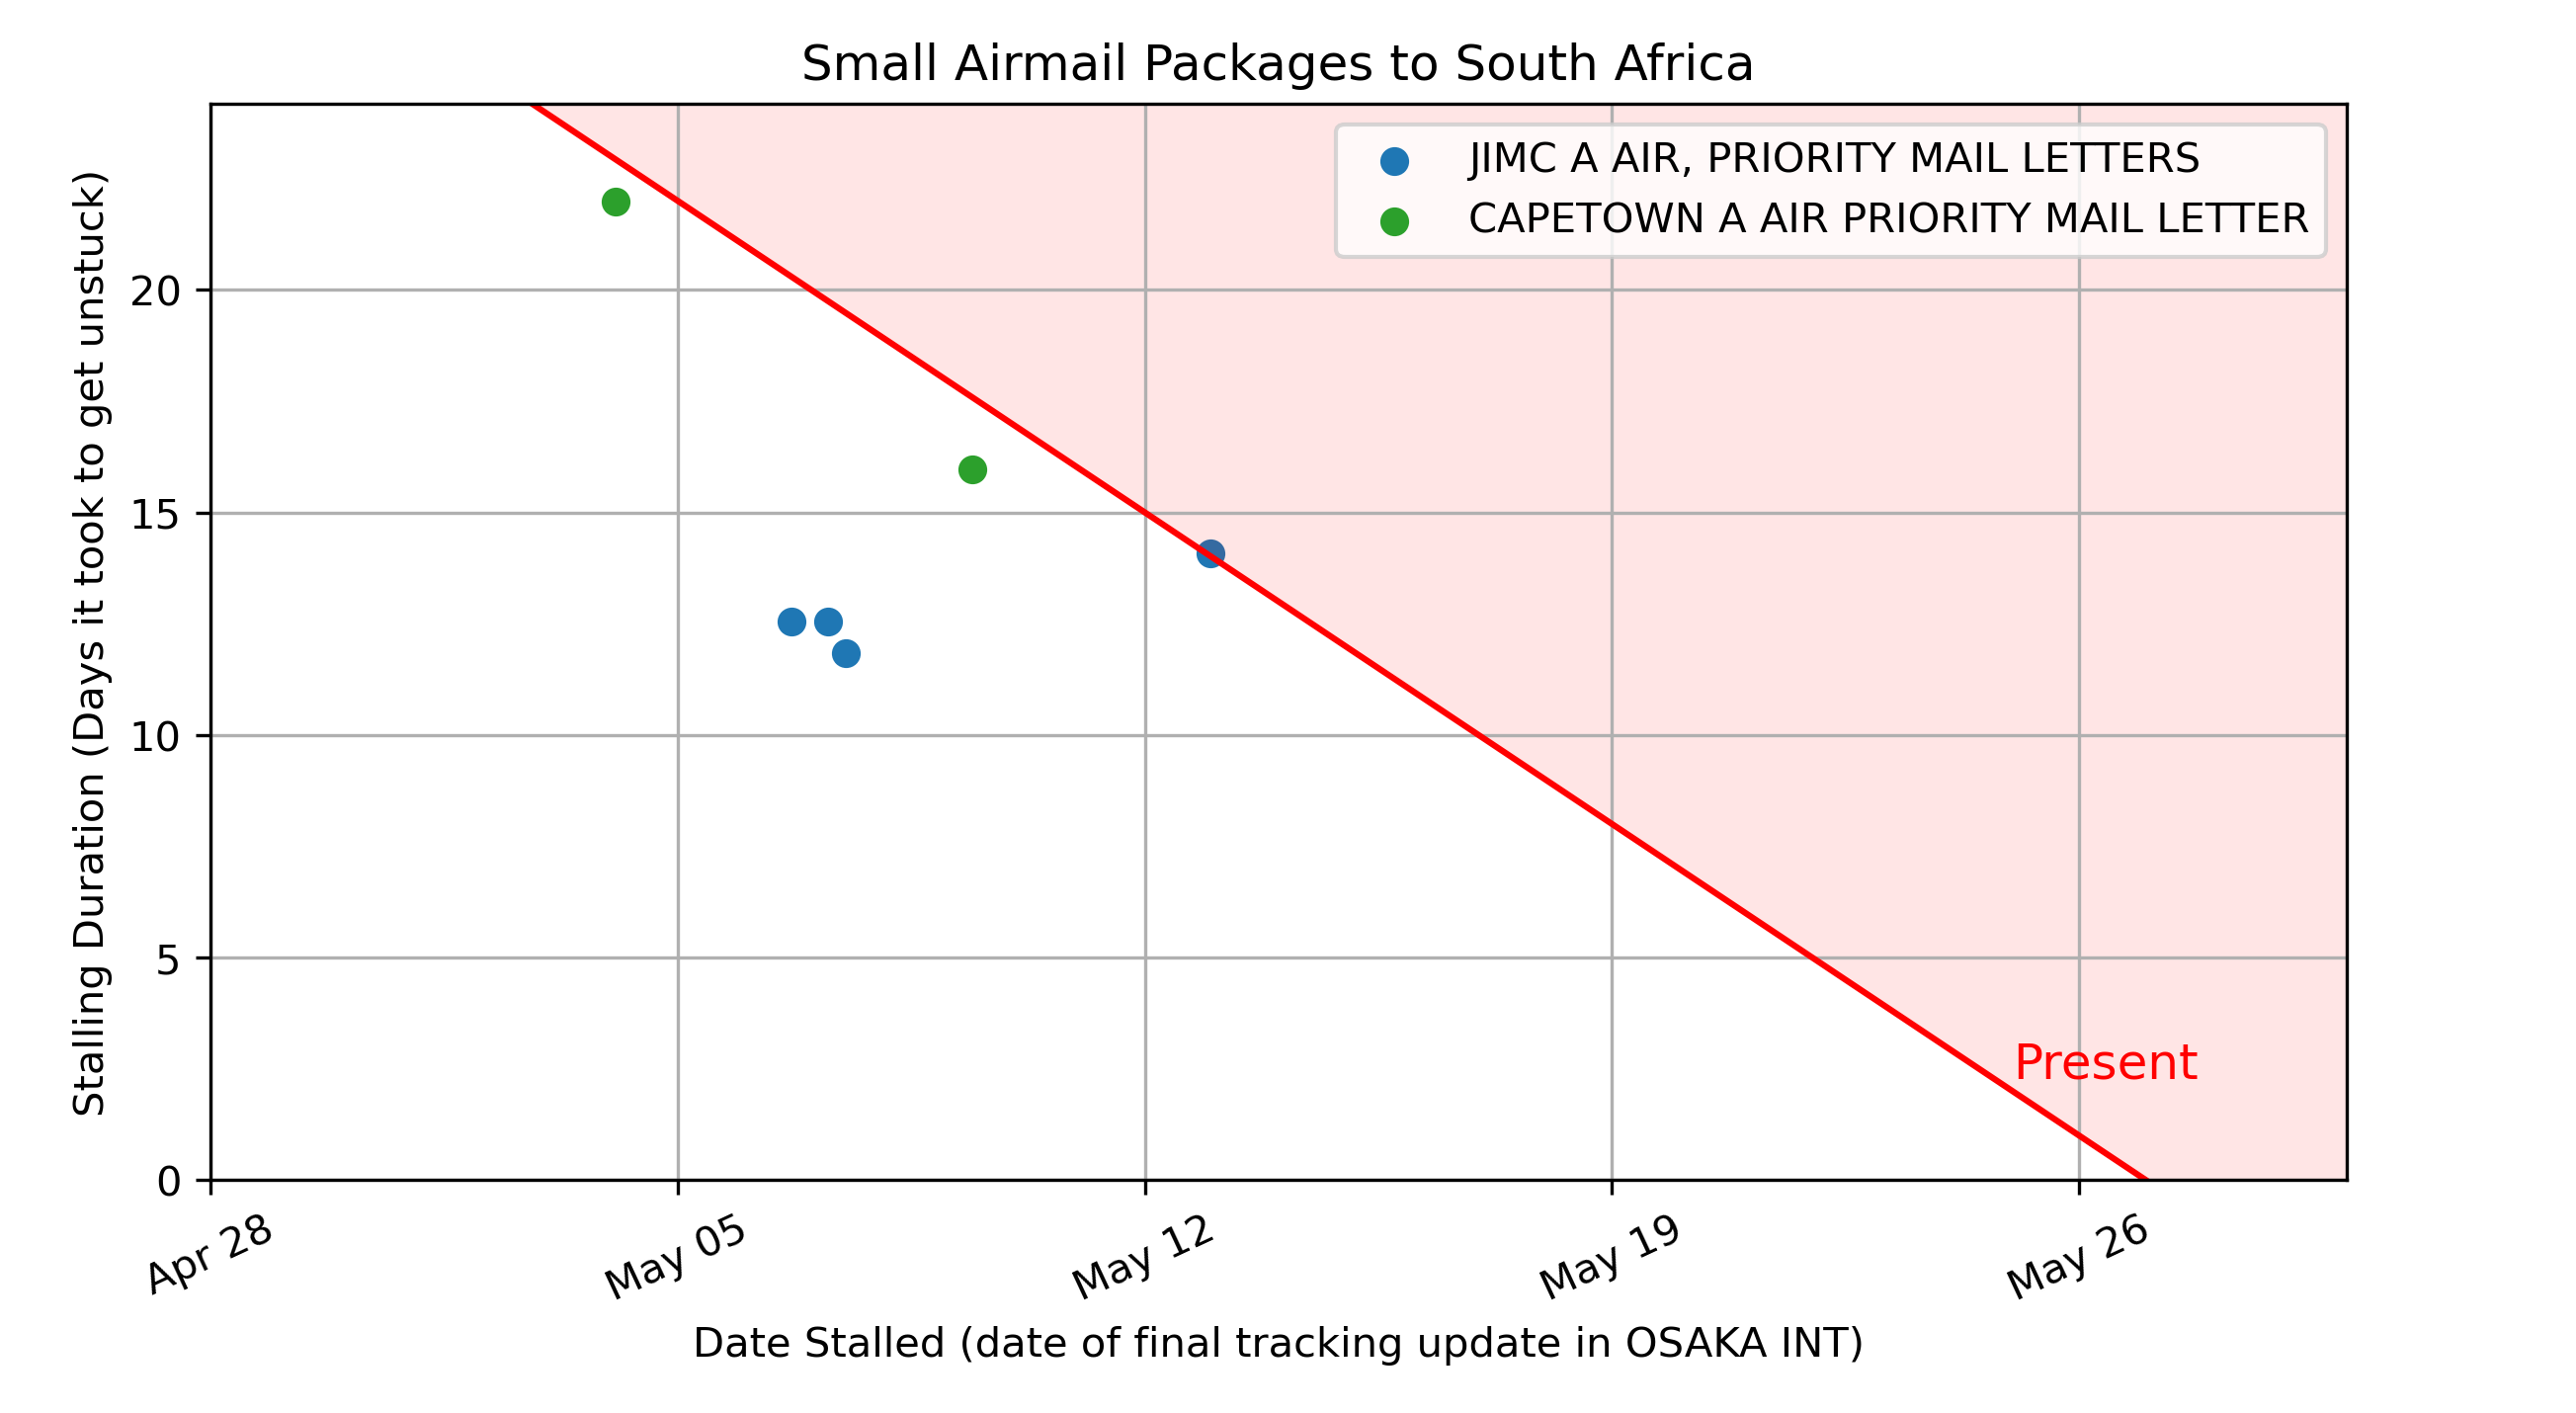 Small Airmail Packages to South Africa
JIMC A AIR, PRIORITY MAIL LETTERS
CAPETOWN A AIR PRIORITY MAIL LETTER
Stalling Duration (Days it took to get unstuck)
20
15
10
5
0
Present
Apr 28
May 05
May 12
May 19
May 26
Date Stalled (date of final tracking update in OSAKA INT)